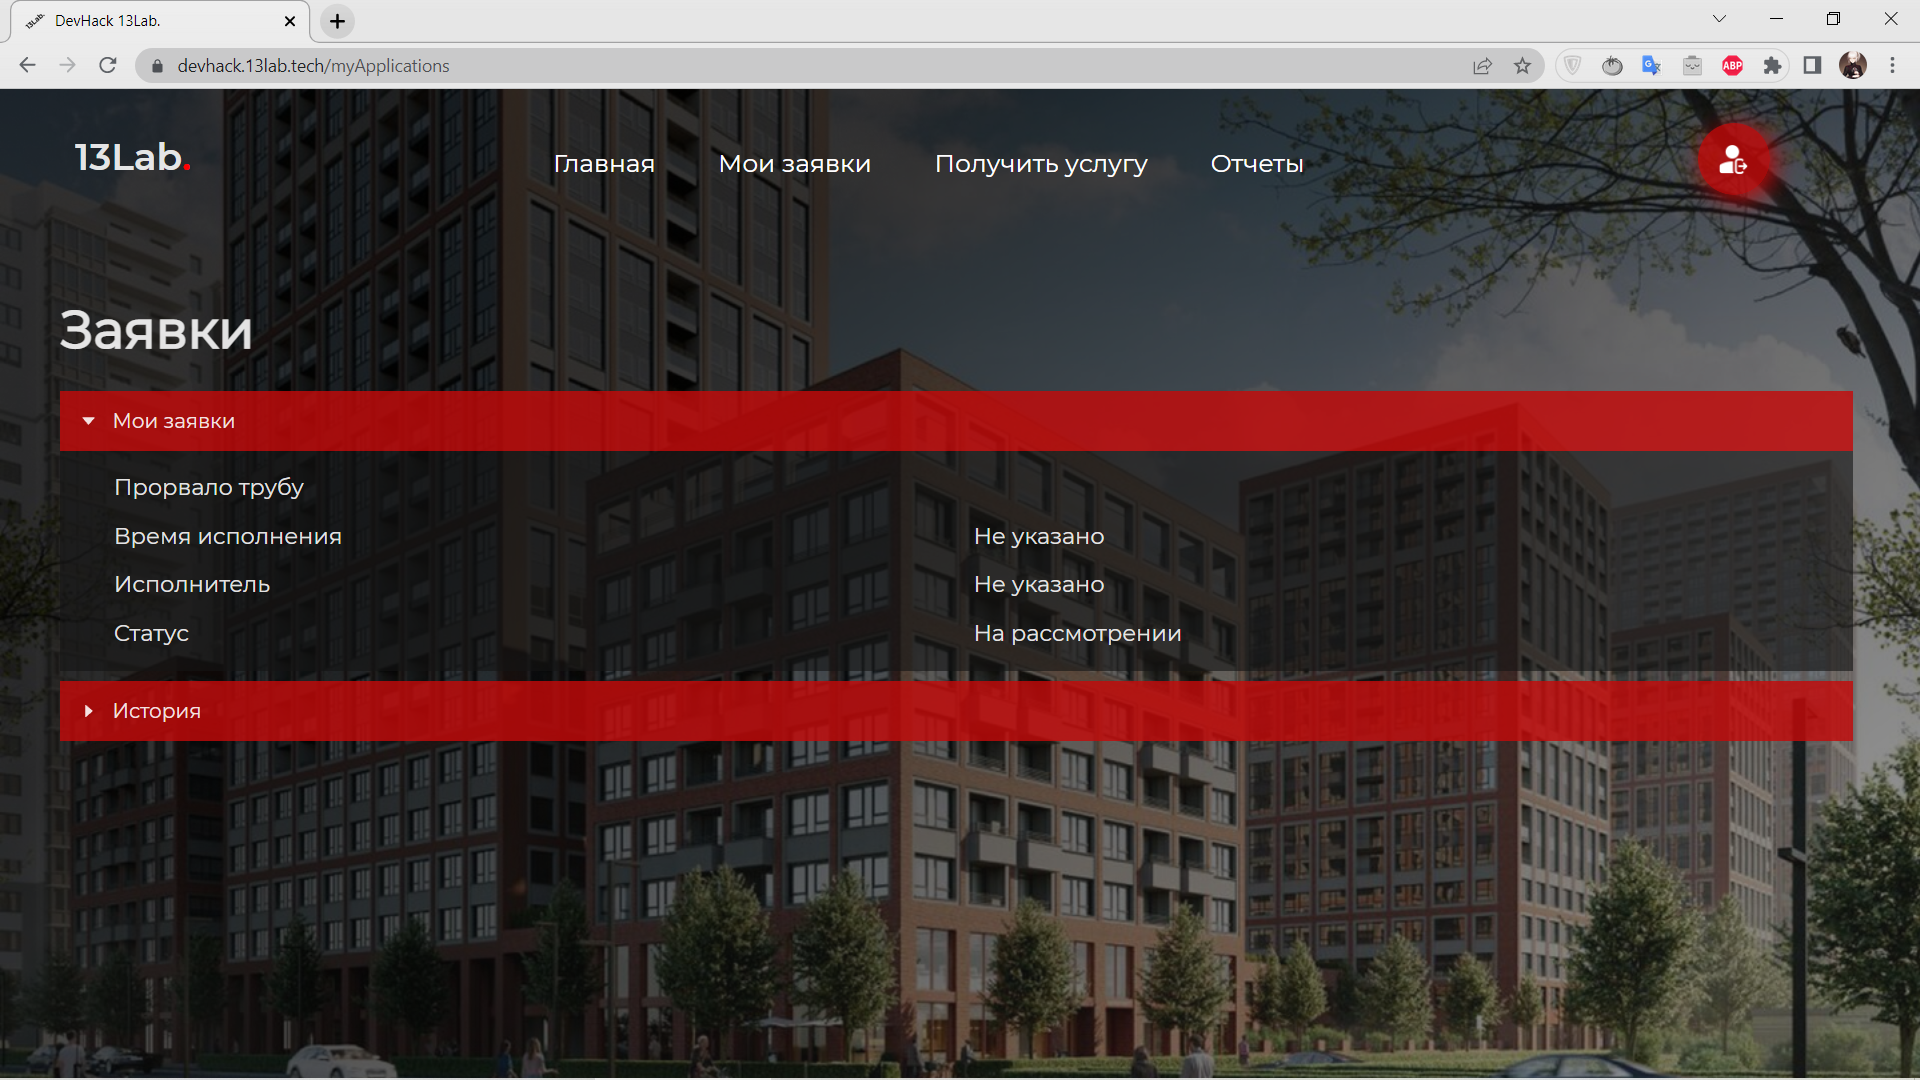 DevHack 13Lab.
devhack.13lab.tech/myApplications
ABP
13Lab.
Главная
Мои заявки
Получить услугу
Отчеты
Заявки
Мои заявки
Прорвало трубу
Время исполнения Не указано
Исполнитель Не указано
Статус На рассмотрении
История